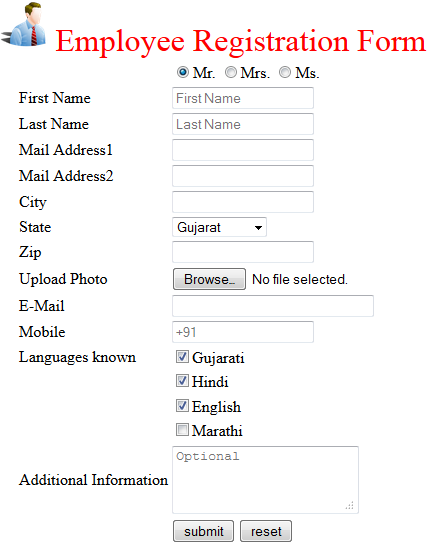 Employee Registration Form
Mr. Mrs. Ms.
First Name First Name
Last Name Last Name
Mail Address1
Mail Address2
City
State Gujarat
Zip
Upload Photo Browse... No file selected.
E-Mail
Mobile +91
Languages known Gujarati
Hindi
English
Marathi
Optional
Additional Information
submit reset